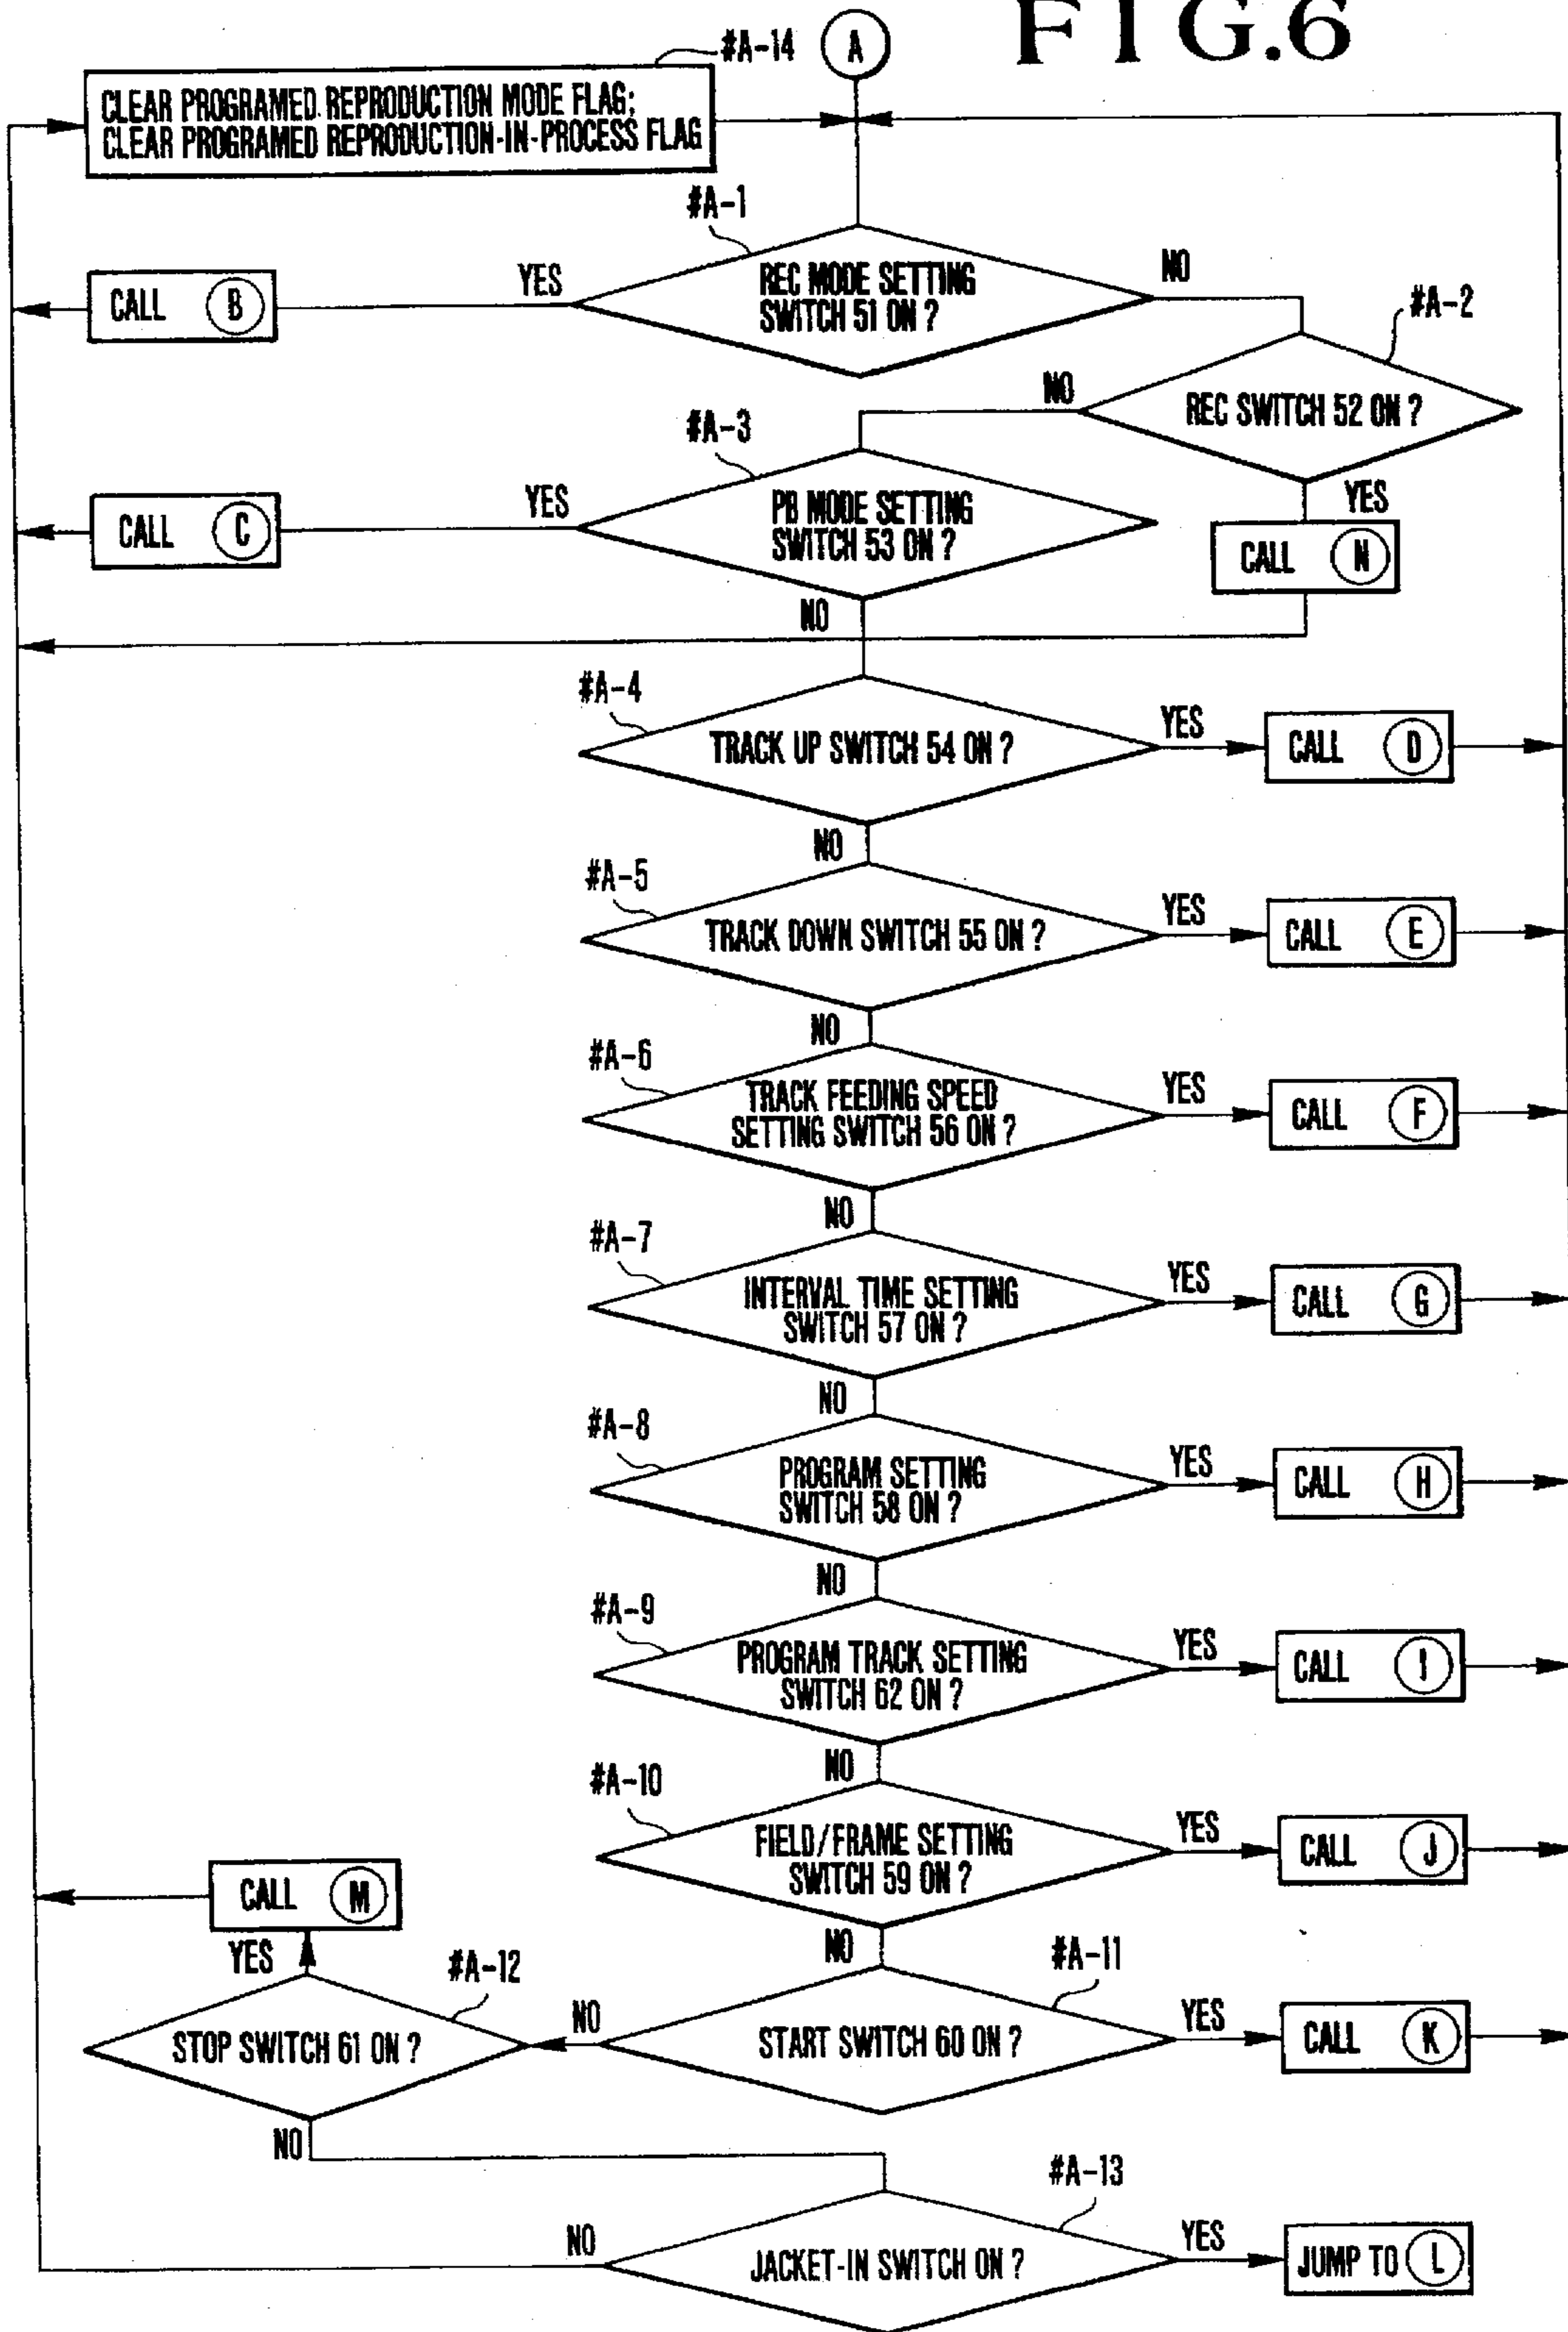 FIG.6
#A-14
A
CLEAR PROGRAMED REPRODUCTION MODE FLAG;
CLEAR PROGRAMED REPRODUCTION-IN-PROCESS FLAG
#A-1
REC MODE SETTING
SWITCH 51 ON ?
YES
NO
CALL B
#A-2
REC SWITCH 52 ON ?
NO
YES
CALL N
#A-3
PB MODE SETTING
SWITCH 53 ON ?
YES
CALL C
NO
#A-4
TRACK UP SWITCH 54 ON ?
YES
CALL D
NO
#A-5
TRACK DOWN SWITCH 55 ON ?
YES
CALL E
NO
#A-6
TRACK FEEDING SPEED
SETTING SWITCH 56 ON ?
YES
CALL F
NO
#A-7
INTERVAL TIME SETTING
SWITCH 57 ON ?
YES
CALL G
NO
#A-8
PROGRAM SETTING
SWITCH 58 ON ?
YES
CALL H
NO
#A-9
PROGRAM TRACK SETTING
SWITCH 62 ON ?
YES
CALL I
NO
#A-10
FIELD/FRAME SETTING
SWITCH 59 ON ?
YES
CALL J
NO
#A-11
START SWITCH 60 ON ?
YES
CALL K
NO
#A-12
STOP SWITCH 61 ON ?
YES
CALL M
NO
#A-13
JACKET-IN SWITCH ON ?
NO
YES
JUMP TO L